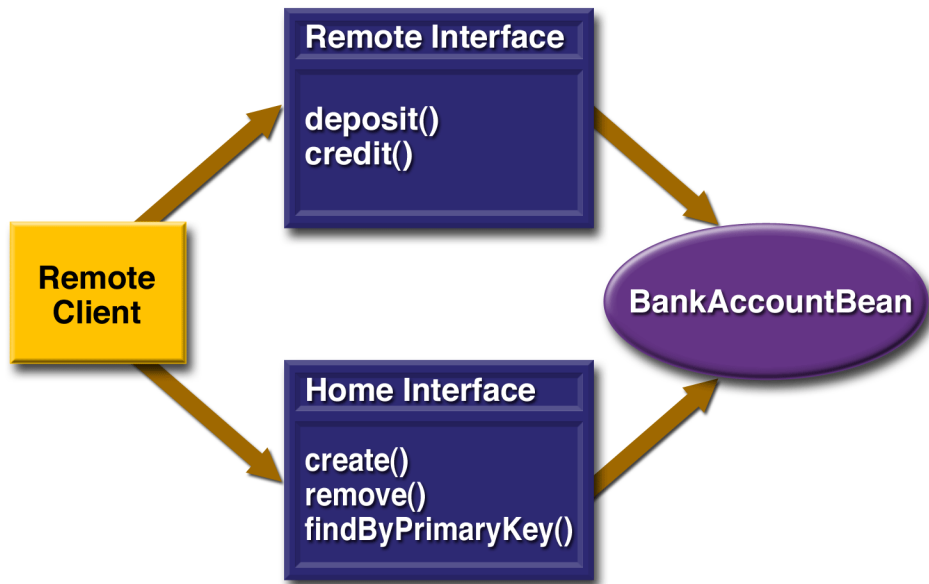 Remote Interface
deposit()
credit()
Remote
Client
BankAccountBean
Home Interface
create()
remove()
findByPrimaryKey()